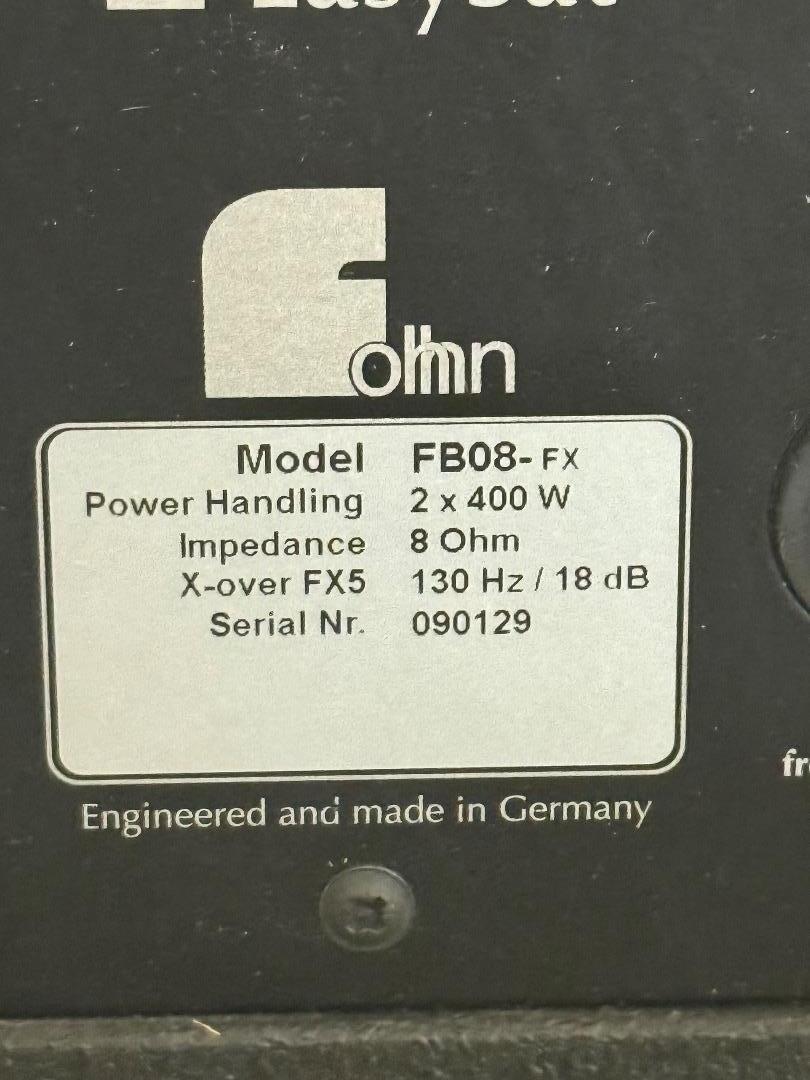 Fohhn
Model FB08-FX
Power Handling 2 x 400 W
Impedance 8 Ohm
X-over FX5 130 Hz / 18 dB
Serial Nr. 090129
Engineered and made in Germany